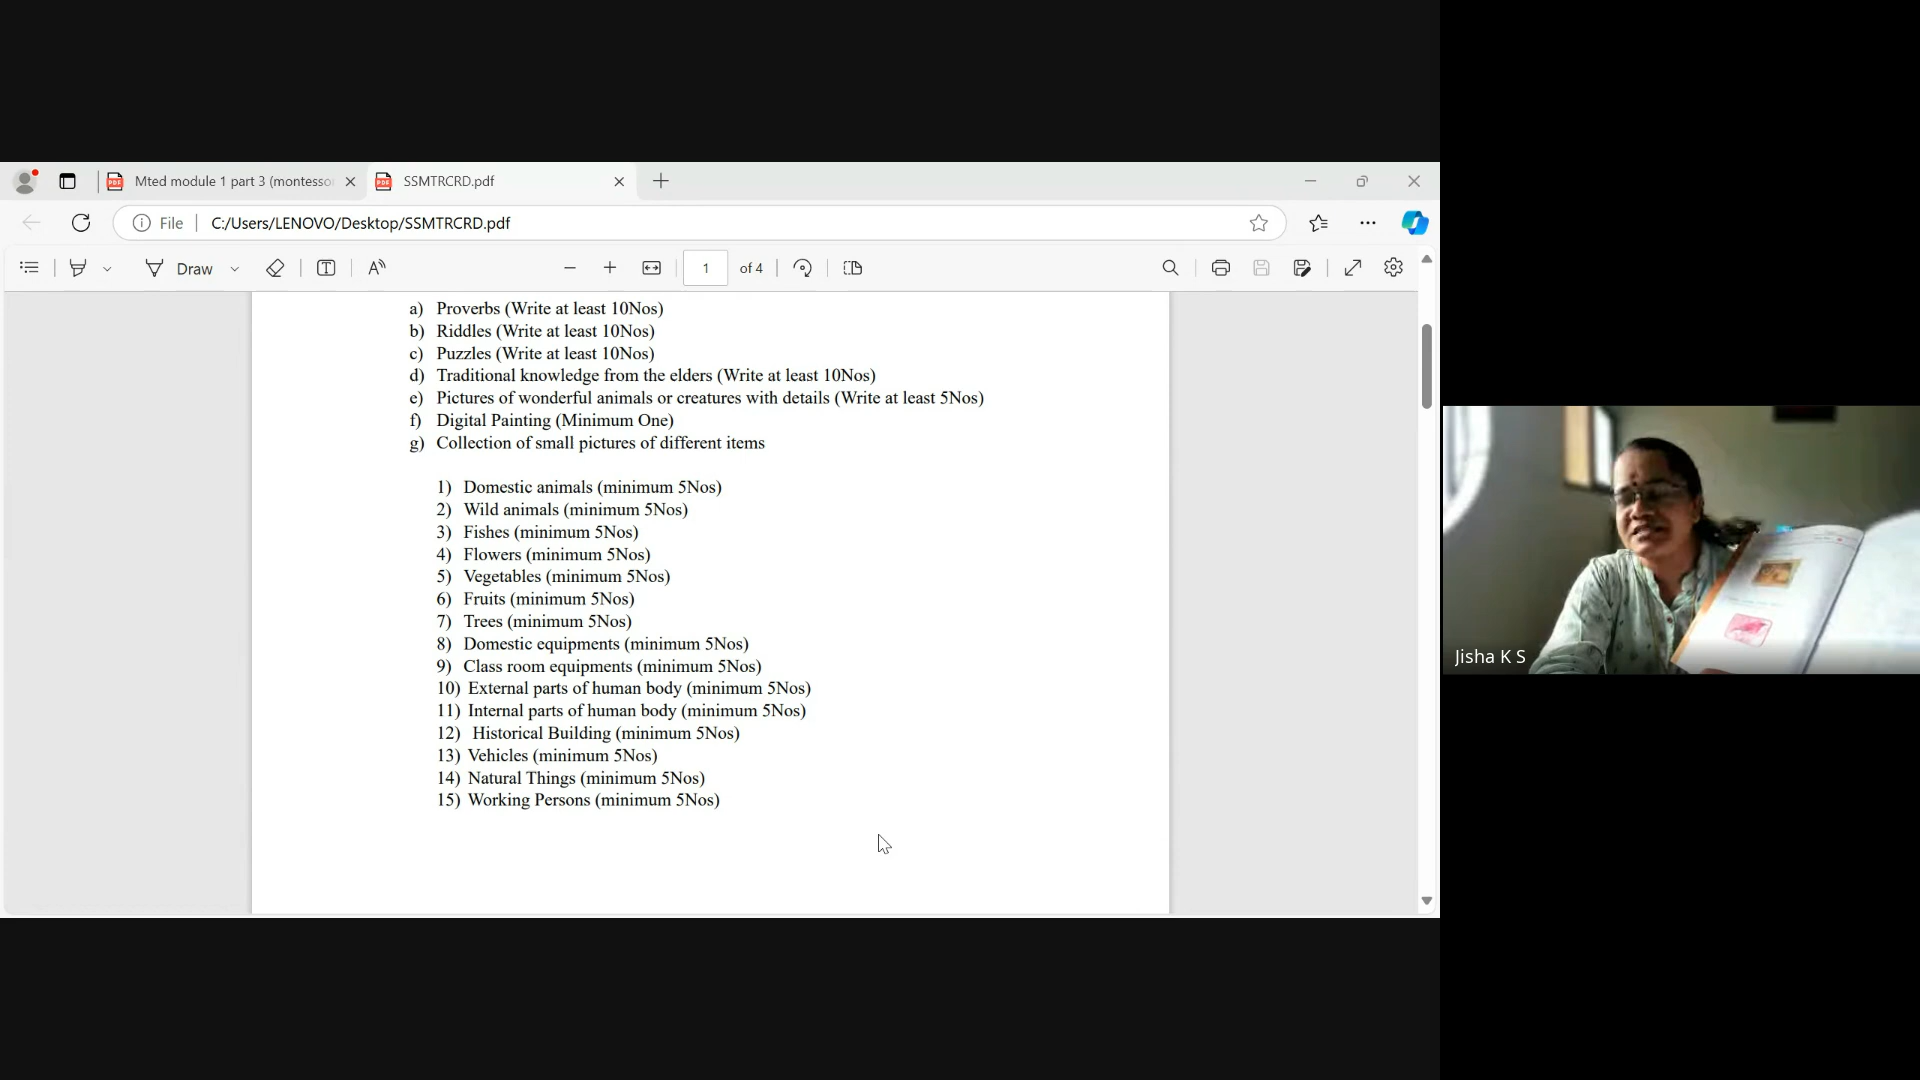 Mted module 1 part 3 (montesso
SSMTRCRD.pdf
File
C:/Users/LENOVO/Desktop/SSMTRCRD.pdf
Draw
1 of 4
a) Proverbs (Write at least 10Nos)
b) Riddles (Write at least 10Nos)
c) Puzzles (Write at least 10Nos)
d) Traditional knowledge from the elders (Write at least 10Nos)
e) Pictures of wonderful animals or creatures with details (Write at least 5Nos)
f) Digital Painting (Minimum One)
g) Collection of small pictures of different items
1) Domestic animals (minimum 5Nos)
2) Wild animals (minimum 5Nos)
3) Fishes (minimum 5Nos)
4) Flowers (minimum 5Nos)
5) Vegetables (minimum 5Nos)
6) Fruits (minimum 5Nos)
7) Trees (minimum 5Nos)
8) Domestic equipments (minimum 5Nos)
9) Class room equipments (minimum 5Nos)
10) External parts of human body (minimum 5Nos)
11) Internal parts of human body (minimum 5Nos)
12) Historical Building (minimum 5Nos)
13) Vehicles (minimum 5Nos)
14) Natural Things (minimum 5Nos)
15) Working Persons (minimum 5Nos)
Jisha K S